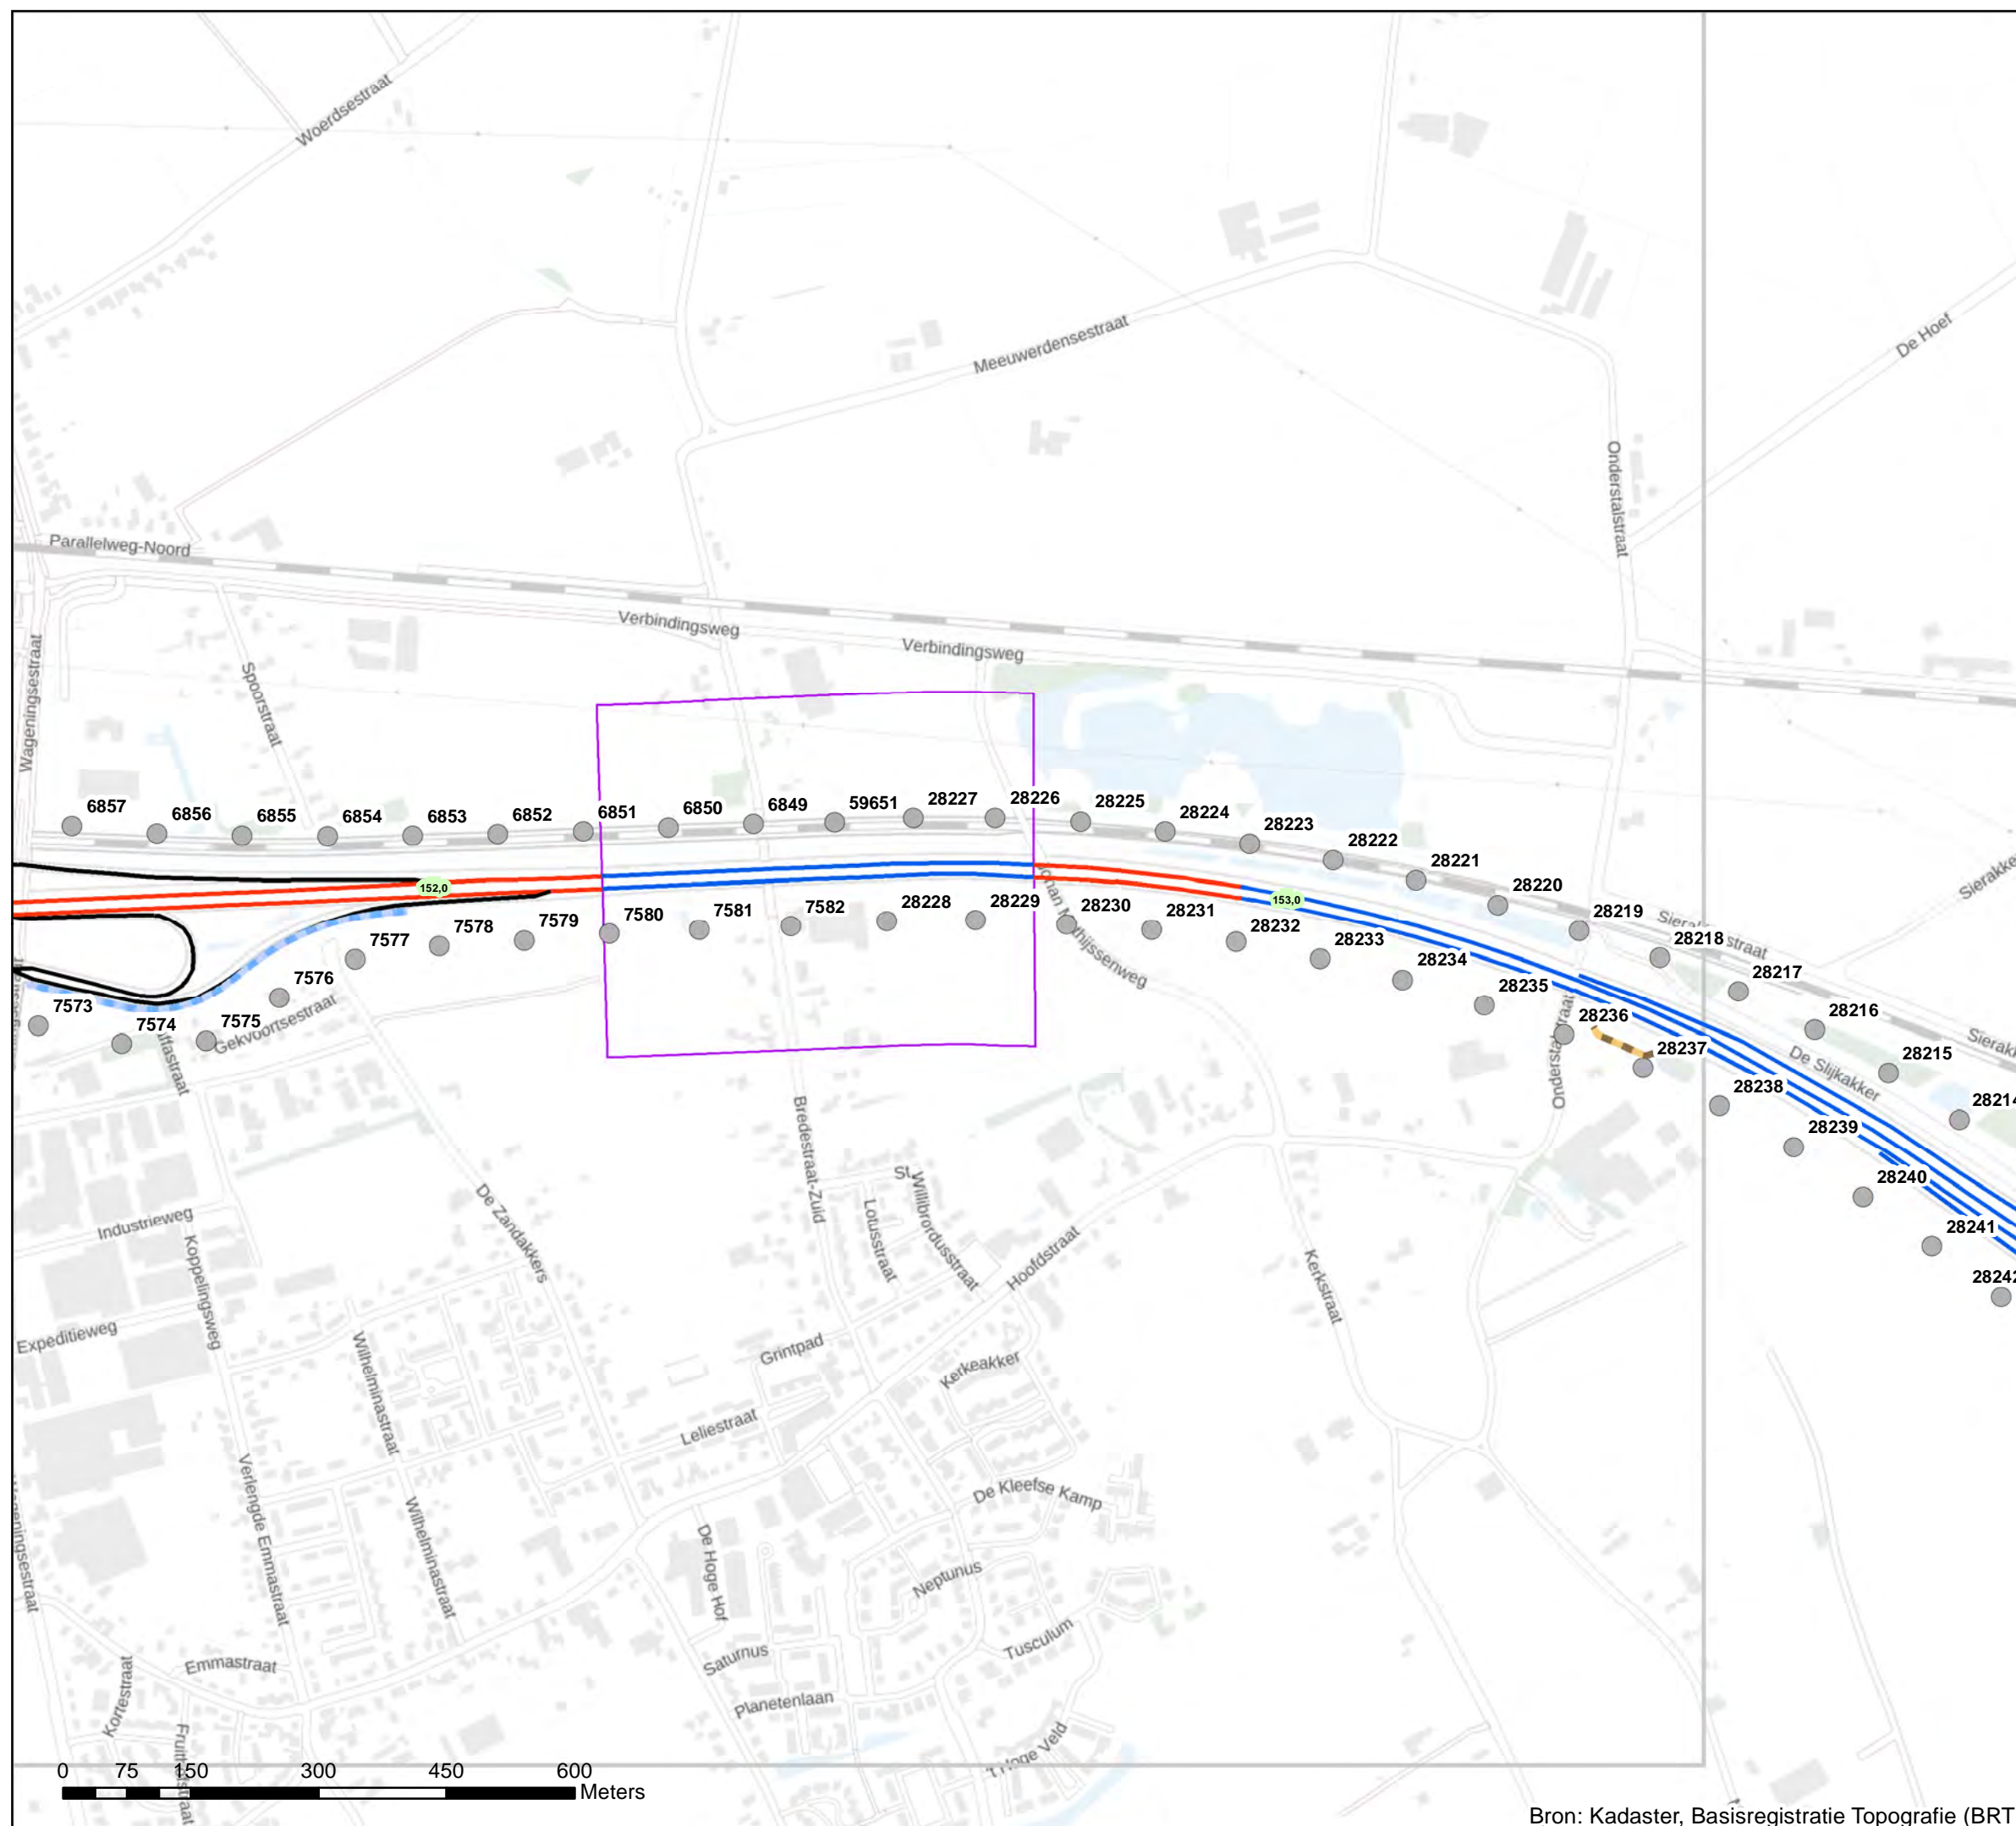 Woerdsestraat
Meeuwerdensestraat
De Hoef
Onderstalstraat
Parallelweg-Noord
Verbindingsweg
Verbindingsweg
Wageningsestraat
Spoorstraat
6857
6856
6855
6854
6853
6852
6851
6850
6849
59651
28227
28226
28225
28224
28223
28222
28221
28220
28219
28218
28217
28216
28215
28214
152,0
153,0
7573
7574
7575
7576
7577
7578
7579
7580
7581
7582
28228
28229
28230
28231
28232
28233
28234
28235
28236
28237
28238
28239
28240
28241
28242
Gekvoortsestraat
De Slijkakker
Bredestraat-Zuid
St.
Willibrordusstraat
Lotusstraat
Hoofdstraat
De Zandakkers
Industrieweg
Koppelingsweg
Expeditieweg
Kerkstraat
Grintpad
Kerkeakker
Wilhelminastraat
Leliestraat
Verlengde Emmastraat
Wilhelminastraat
De Kleefse Kamp
De Hoge Hof
Neptunus
Tusculum
Saturnus
Planetenlaan
Emmastraat
Kortestraat
't Hoge Veld
0 75 150 300 450 600
Meters
Bron: Kadaster, Basisregistratie Topografie (BRT